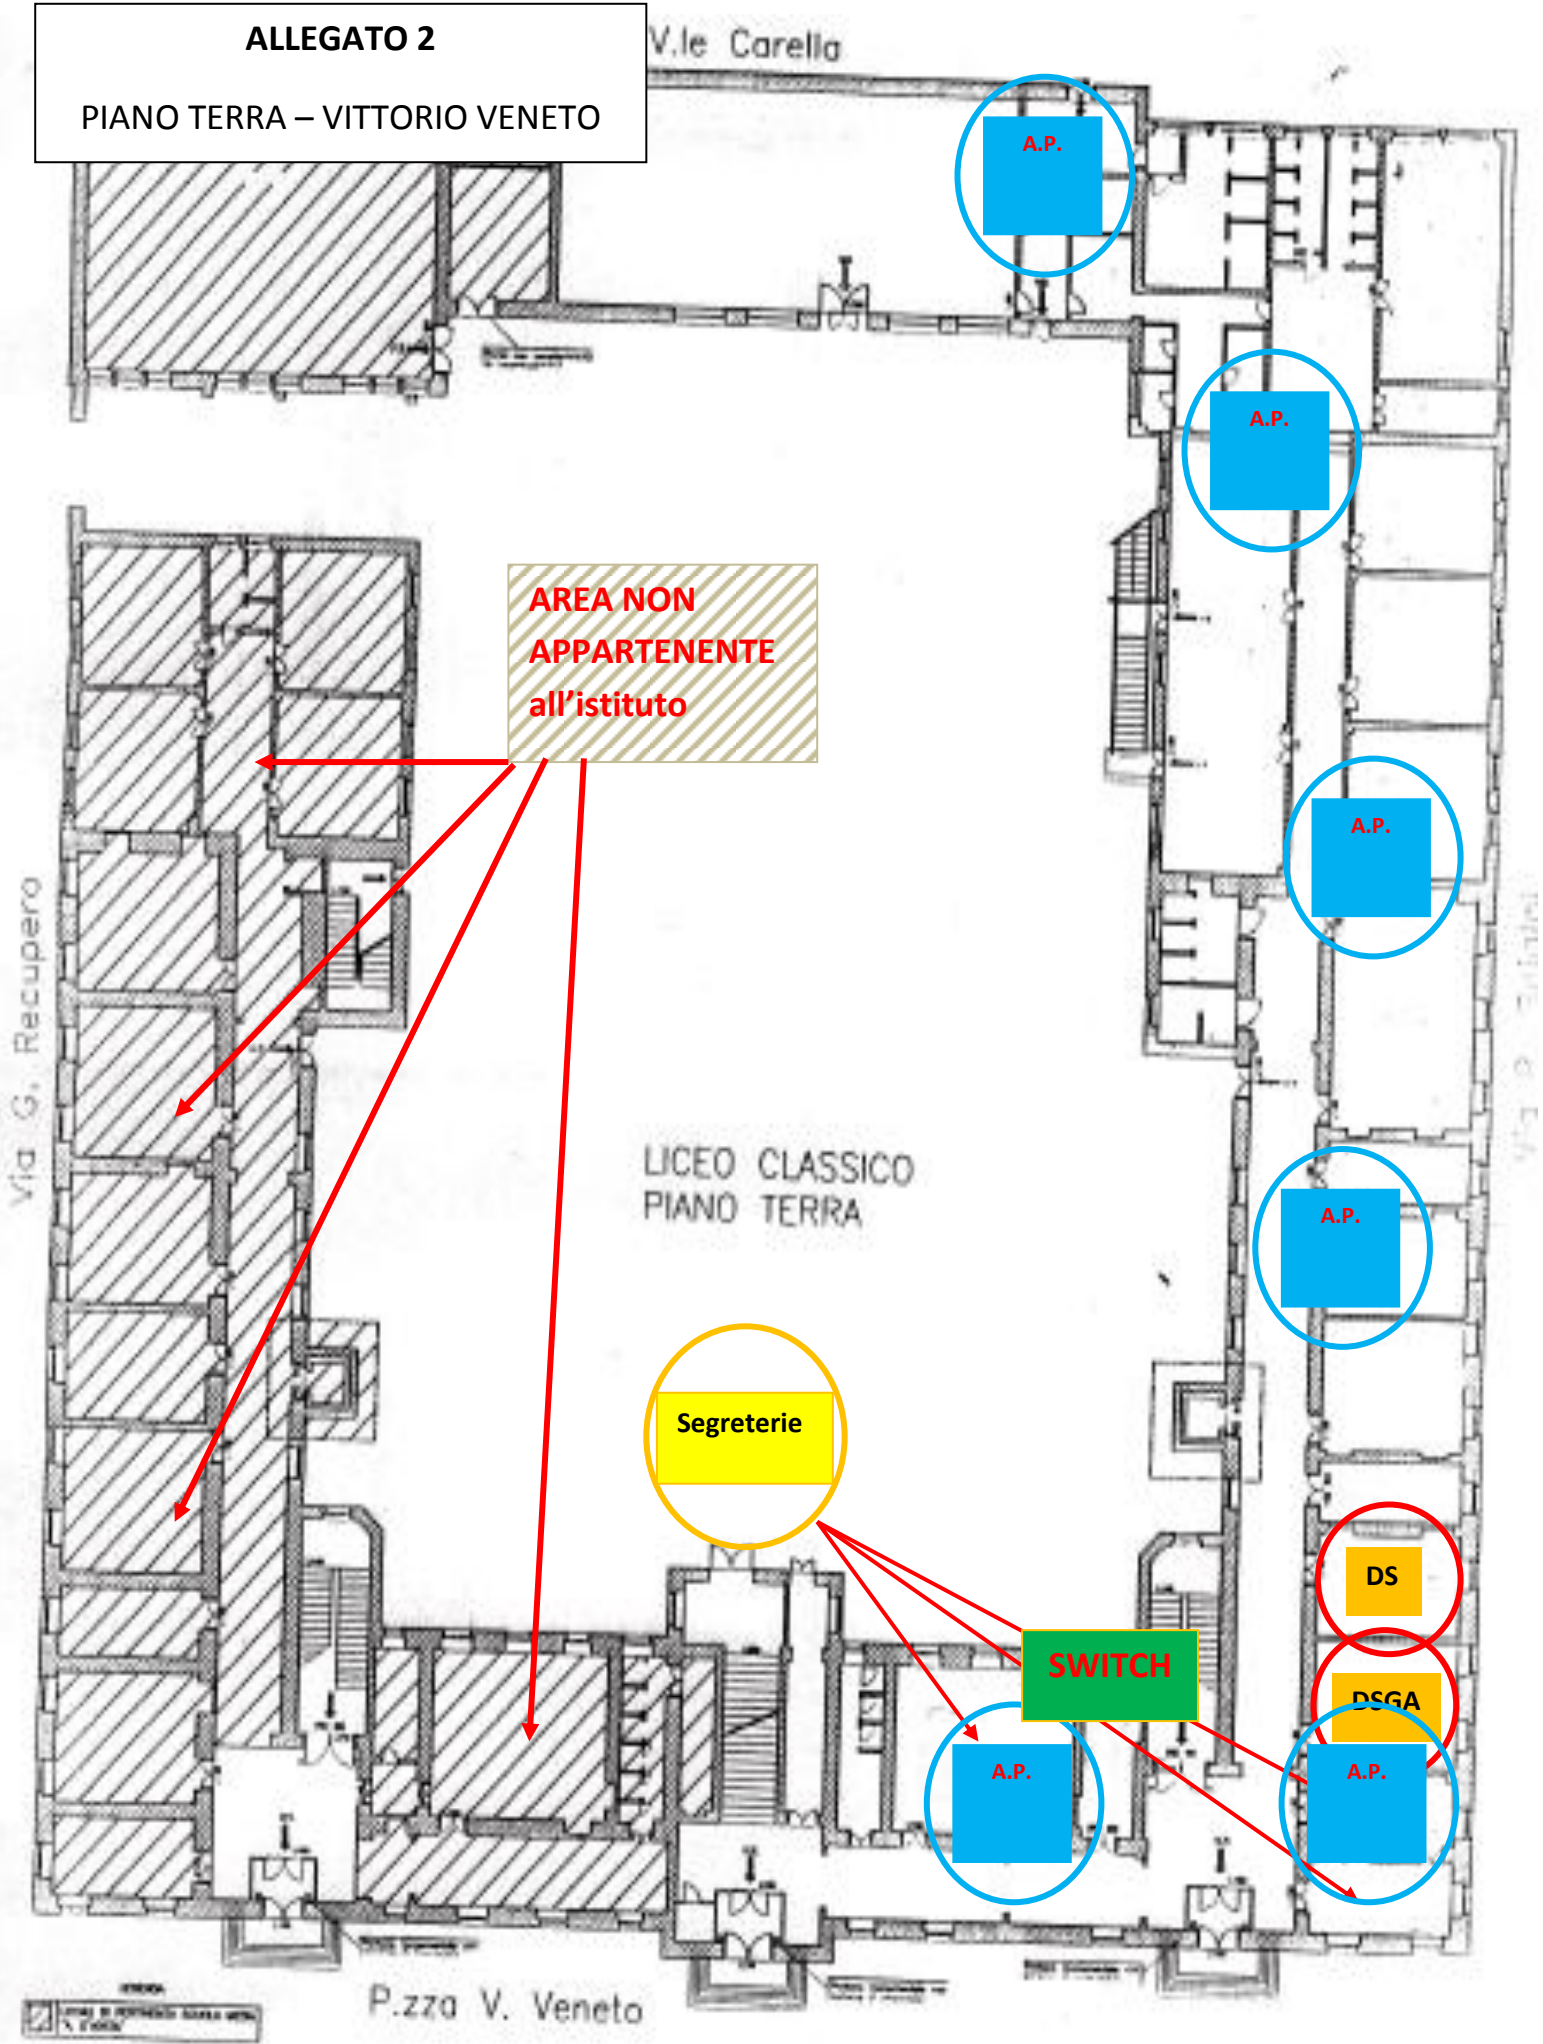 ALLEGATO 2
PIANO TERRA – VITTORIO VENETO
V.le Carella
A.P.
A.P.
AREA NON
APPARTENENTE
all'istituto
A.P.
Via G. Recupero
LICEO CLASSICO
PIANO TERRA
A.P.
Segreterie
DS
SWITCH
DSGA
A.P.
A.P.
P.zza V. Veneto